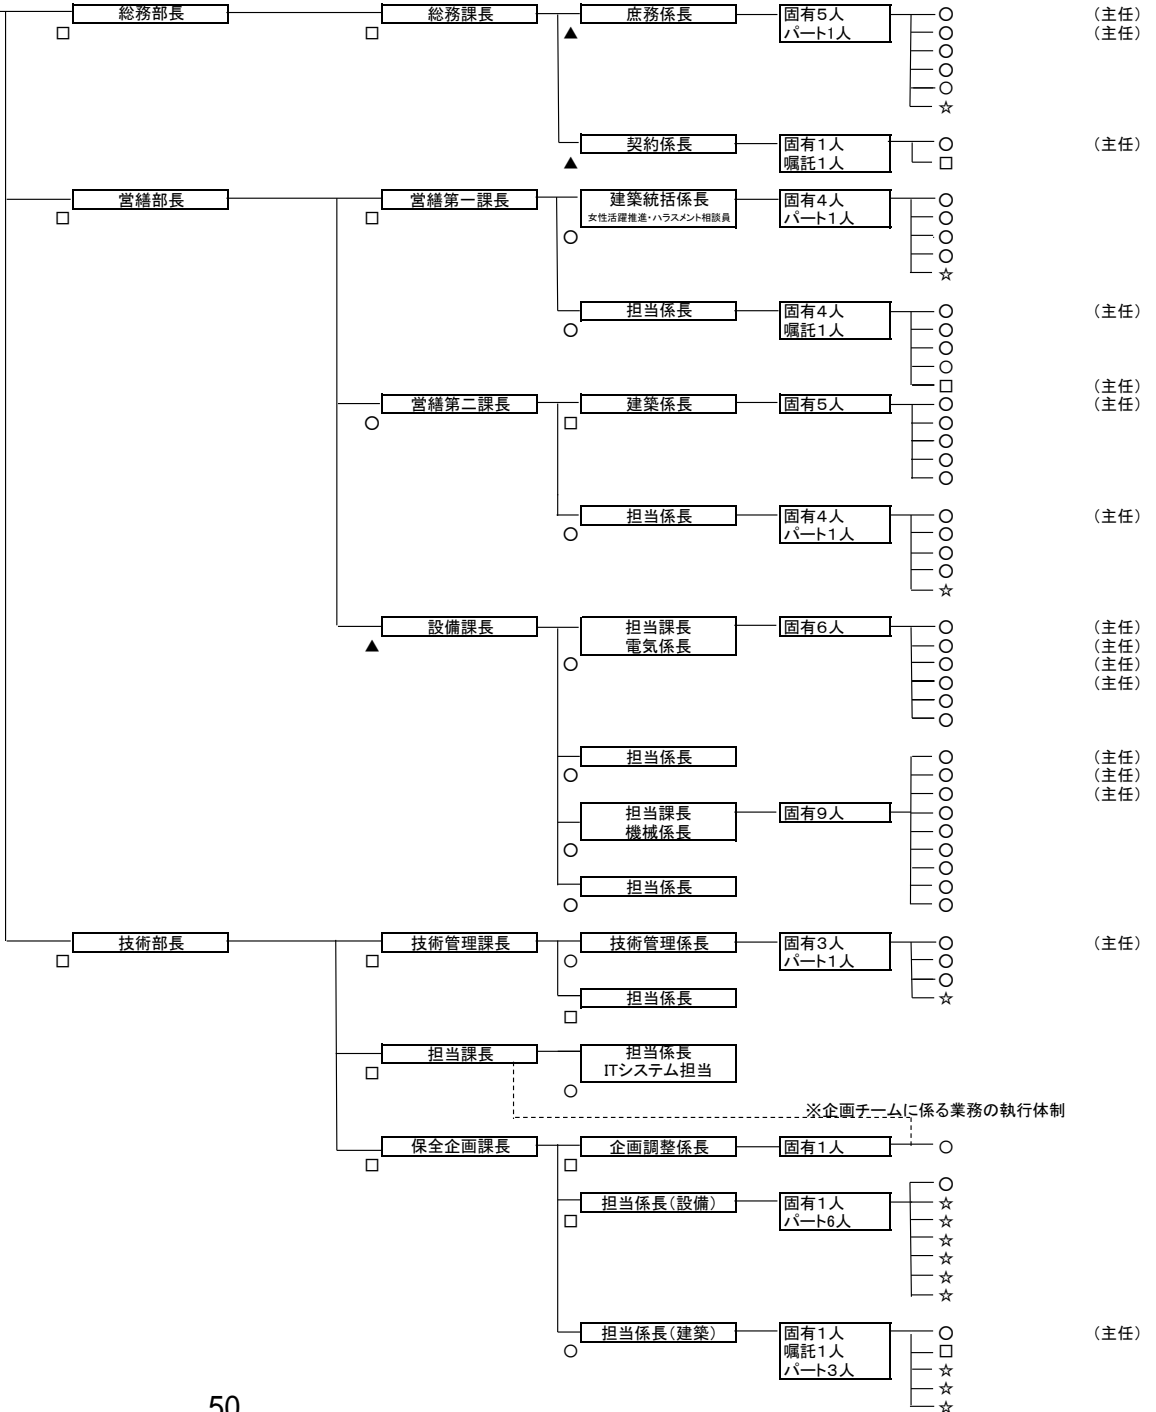 総務部長 総務課長 庶務係長 固有5人 ○ (主任)
□ □ ▲ パート1人 ○ (主任)
○
○
○
☆
契約係長 固有1人 ○ (主任)
▲ 嘱託1人 □
営繕部長 営繕第一課長 建築統括係長 固有4人 ○
□ □ 女性活躍推進・ハラスメント相談員 パート1人 ○
○ ○
○
☆
担当係長 固有4人 ○ (主任)
○ 嘱託1人 ○
○
○
□ (主任)
営繕第二課長 建築係長 固有5人 ○ (主任)
○ □ ○
○
○
○
担当係長 固有4人 ○ (主任)
○ パート1人 ○
○
○
☆
設備課長 担当課長 固有6人 ○ (主任)
▲ 電気係長 ○ (主任)
○ ○ (主任)
○ (主任)
○
○
担当係長 ○ (主任)
○ ○ (主任)
○ (主任)
担当課長 固有9人 ○
機械係長 ○
○ ○
○
担当係長 ○
○ ○
技術部長 技術管理課長 技術管理係長 固有3人 ○ (主任)
□ □ ○ パート1人 ○
○
担当係長 ☆
□
担当課長 担当係長
□ ITシステム担当
○
※企画チームに係る業務の執行体制
保全企画課長 企画調整係長 固有1人 ○
□ □
○
担当係長(設備) 固有1人 ☆
□ パート6人 ☆
☆
☆
☆
☆
担当係長(建築) 固有1人 ○ (主任)
○ 嘱託1人 □
パート3人 ☆
☆
☆
50